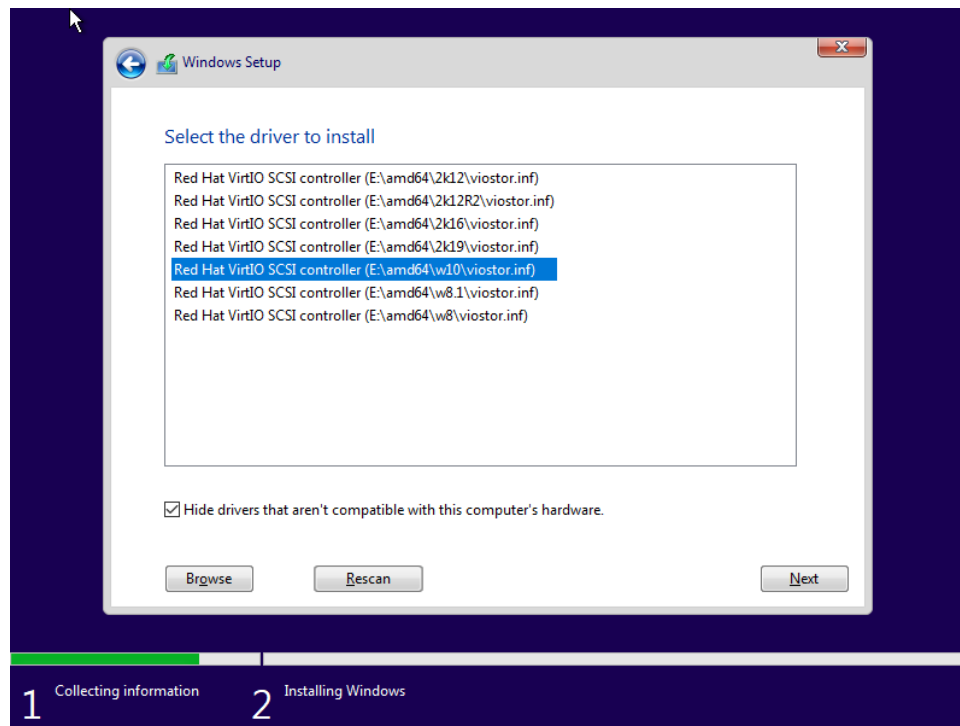 Windows Setup
Select the driver to install
Red Hat VirtIO SCSI controller (E:\amd64\2k12\viostor.inf)
Red Hat VirtIO SCSI controller (E:\amd64\2k12R2\viostor.inf)
Red Hat VirtIO SCSI controller (E:\amd64\2k16\viostor.inf)
Red Hat VirtIO SCSI controller (E:\amd64\2k19\viostor.inf)
Red Hat VirtIO SCSI controller (E:\amd64\w10\viostor.inf)
Red Hat VirtIO SCSI controller (E:\amd64\w8.1\viostor.inf)
Red Hat VirtIO SCSI controller (E:\amd64\w8\viostor.inf)
Hide drivers that aren't compatible with this computer's hardware.
Browse Rescan Next
1 Collecting information 2 Installing Windows